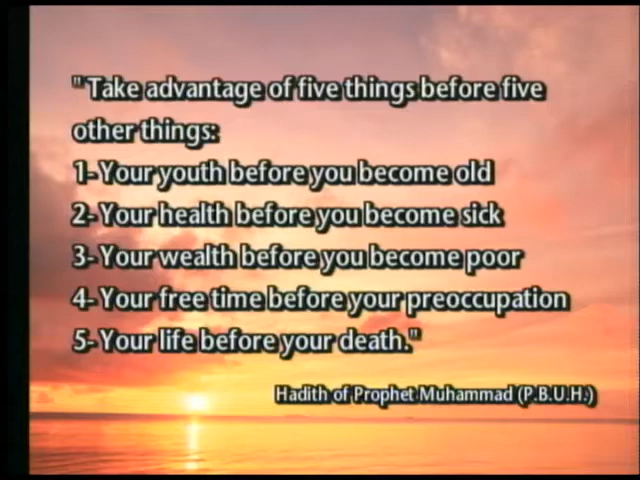 " Take advantage of five things before five
other things:
1- Your youth before you become old
2- Your health before you become sick
3- Your wealth before you become poor
4- Your free time before your preoccupation
5- Your life before your death."
Hadith of Prophet Muhammad (P.B.U.H.)